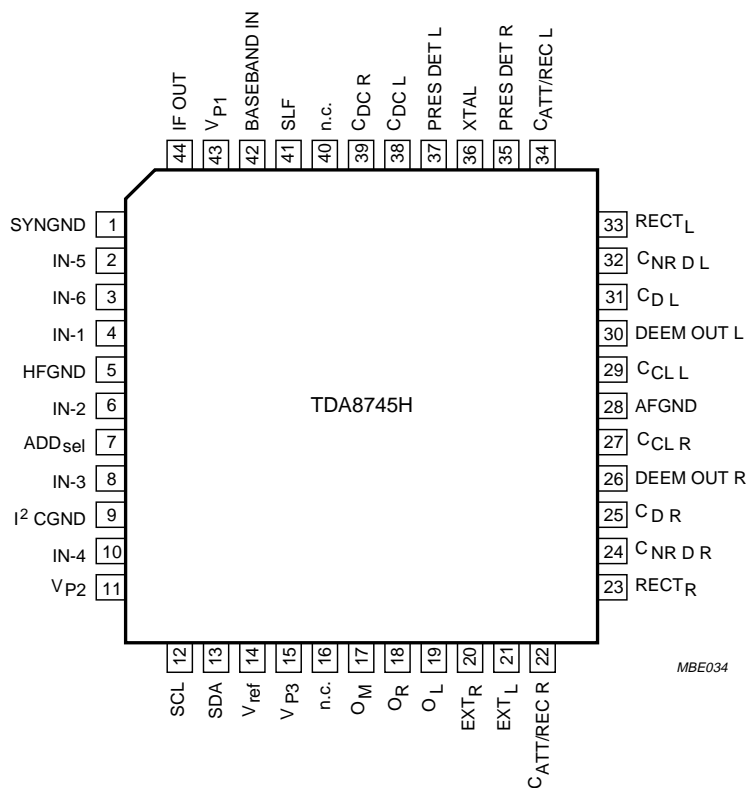 IF OUT
VP1
BASEBAND IN
SLF
n.c.
CDC R
CDC L
PRES DET L
XTAL
PRES DET R
CATT/REC L
44 43 42 41 40 39 38 37 36 35 34
SYNGND 1
IN-5 2
IN-6 3
IN-1 4
HFGND 5
IN-2 6
ADDsel 7
IN-3 8
I² CGND 9
IN-4 10
VP2 11
TDA8745H
33 RECTL
32 CNR D L
31 CD L
30 DEEM OUT L
29 CCL L
28 AFGND
27 CCL R
26 DEEM OUT R
25 CD R
24 CNR D R
23 RECTR
12 13 14 15 16 17 18 19 20 21 22
SCL
SDA
Vref
VP3
n.c.
OM
OR
OL
EXTR
EXTL
CATT/REC R
MBE034